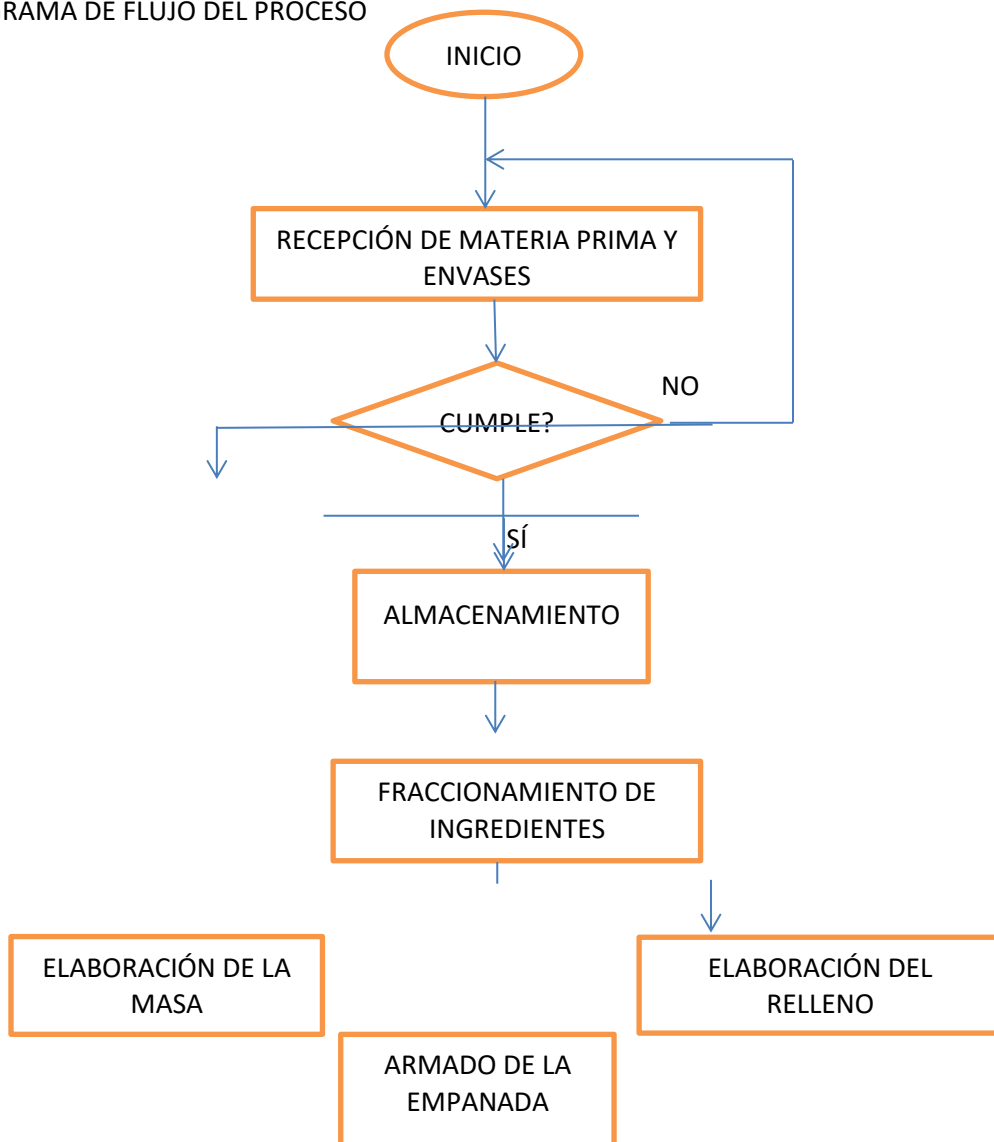 RAMA DE FLUJO DEL PROCESO
INICIO
RECEPCIÓN DE MATERIA PRIMA Y
ENVASES
NO
CUMPLE?
SÍ
ALMACENAMIENTO
FRACCIONAMIENTO DE
INGREDIENTES
ELABORACIÓN DE LA
MASA
ELABORACIÓN DEL
RELLENO
ARMADO DE LA
EMPANADA